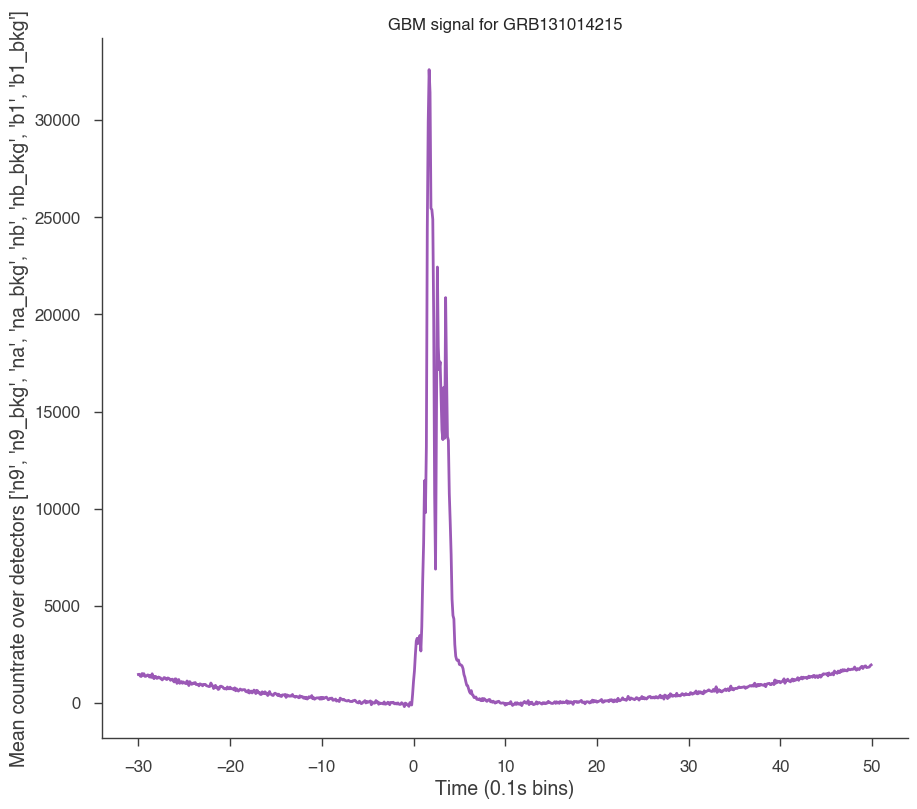 GBM signal for GRB131014215
Mean countrate over detectors ['n9', 'n9_bkg', 'na', 'na_bkg', 'nb', 'nb_bkg', 'b1', 'b1_bkg']
30000
25000
20000
15000
10000
5000
0
−30 −20 −10 0 10 20 30 40 50
Time (0.1s bins)